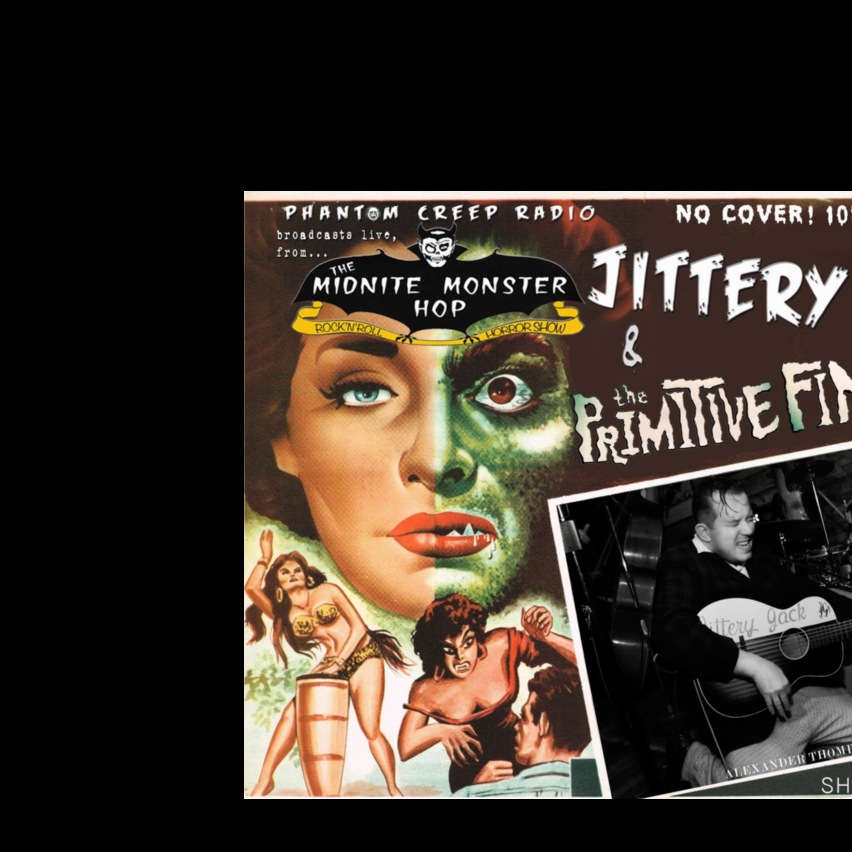 PHANTOM CREEP RADIO
NO COVER!
broadcasts live,
from...
THE
MIDNITE MONSTER
HOP
ROCK'N'ROLL HORROR SHOW
JITTERY
&
the
PRIMITIVE
Jittery Jack
ALEXANDER